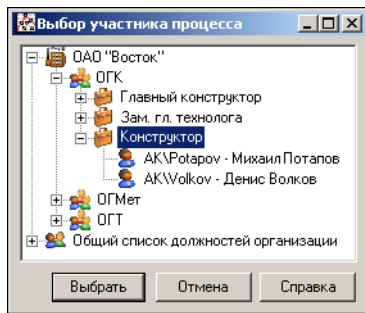 Выбор участника процесса
ОАО "Восток"
ОГК
Главный конструктор
Зам. гл. технолога
Конструктор
AK\Potapov - Михаил Потапов
AK\Volkov - Денис Волков
ОГМет
ОГТ
Общий список должностей организации
Выбрать Отмена Справка